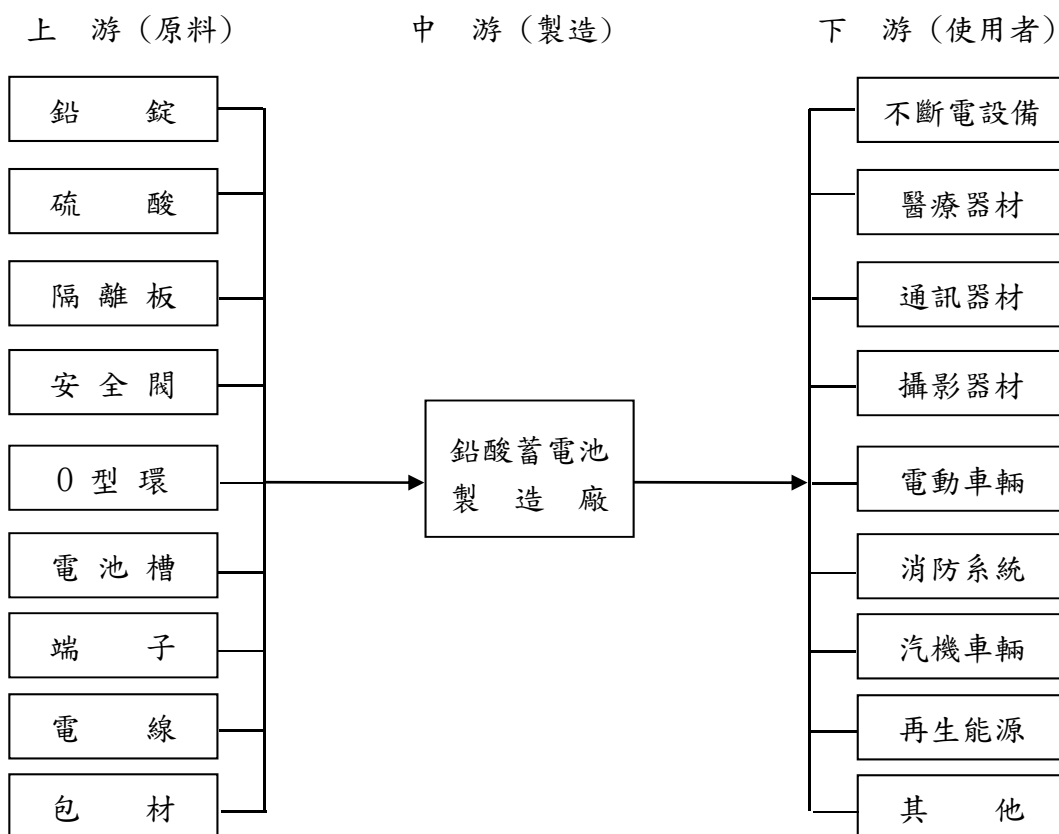 上 游(原料)
中 游(製造)
下 游(使用者)
鉛 錠
硫 酸
隔 離 板
安 全 閥
O 型 環
電 池 槽
端 子
電 線
包 材
鉛酸蓄電池
製 造 廠
不斷電設備
醫療器材
通訊器材
攝影器材
電動車輛
消防系統
汽機車輛
再生能源
其 他